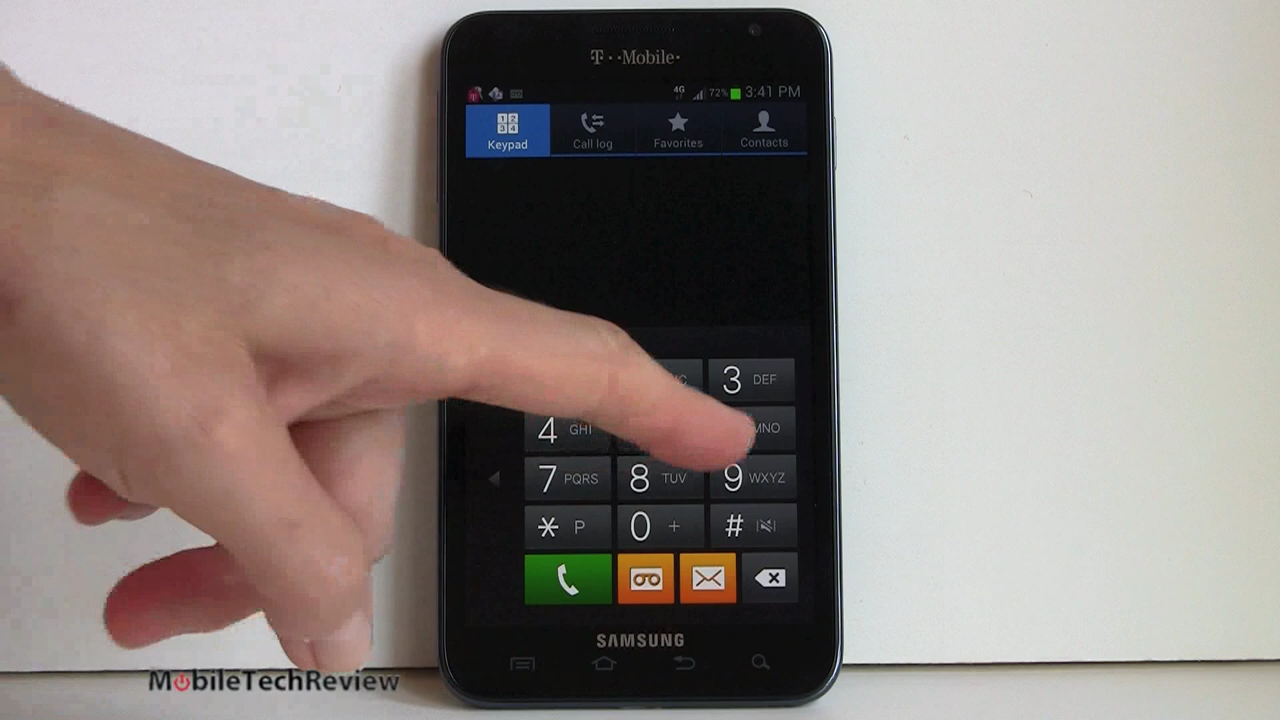 T··Mobile·
4G 72% 3:41 PM
Keypad Call log Favorites Contacts
3 DEF
4 GHI MNO
7 PQRS 8 TUV 9 WXYZ
* P 0 + #
SAMSUNG
MobileTechReview